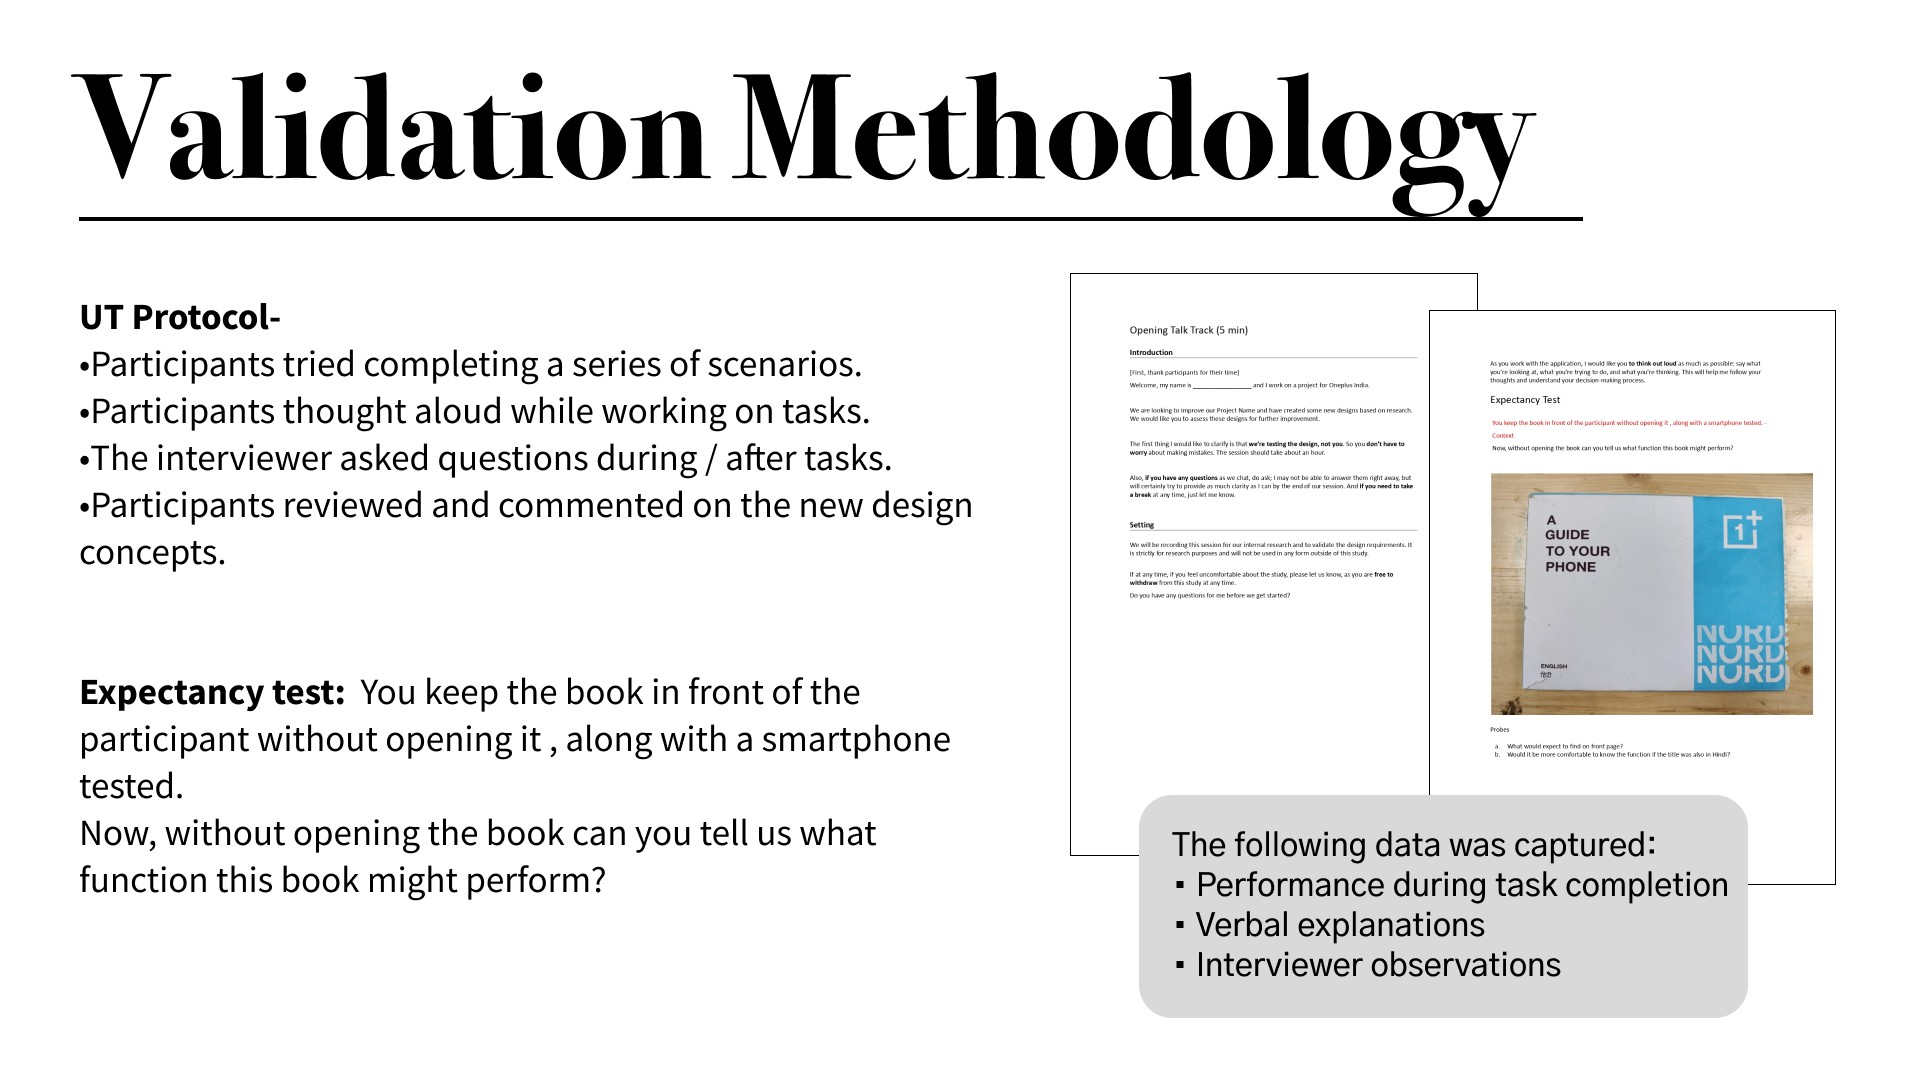 Validation Methodology
UT Protocol-
•Participants tried completing a series of scenarios.
•Participants thought aloud while working on tasks.
•The interviewer asked questions during / after tasks.
•Participants reviewed and commented on the new design
concepts.
Expectancy test:  You keep the book in front of the
participant without opening it , along with a smartphone
tested.
Now, without opening the book can you tell us what
function this book might perform?
Opening Talk Track (5 min)
Introduction
[First, thank participants for their time]
Welcome, my name is __________________ and I work on a project for Oneplus India.
We are looking to improve our Project Name and have created some new designs based on research.
We would like you to assess these designs for further improvement.
The first thing I would like to clarify is that we're testing the design, not you. So you don't have to
worry about making mistakes. The session should take about an hour.
Also, if you have any questions as we chat, do ask; I may not be able to answer them right away, but I
will certainly try to provide as much clarity as I can by the end of our session. And if you need to take
a break at any time, just let me know.
Setting
We will be recording this session for our internal research and to validate the design requirements. It
is strictly for research purposes and will not be used in any form outside of this study.
If at any time, if you feel uncomfortable about the study, please let us know, as you are free to
withdraw from this study at any time.
Do you have any questions for me before we get started?
As you work with the application, I would like you to think out loud as much as possible: say what
you're looking at, what you're trying to do, and what you're thinking. This will help me follow your
thoughts and understand your decision-making process.
Expectancy Test
You keep the book in front of the participant without opening it , along with a smartphone tested. -
Context
Now, without opening the book can you tell us what function this book might perform?
A
GUIDE
TO YOUR
PHONE
1+
NORD
NORD
NORD
ENGLISH
हिंदी
Probes
a. What would expect to find on front page?
b. Would it be more comfortable to know the function if the title was also in Hindi?
The following data was captured:
▪ Performance during task completion
▪ Verbal explanations
▪ Interviewer observations